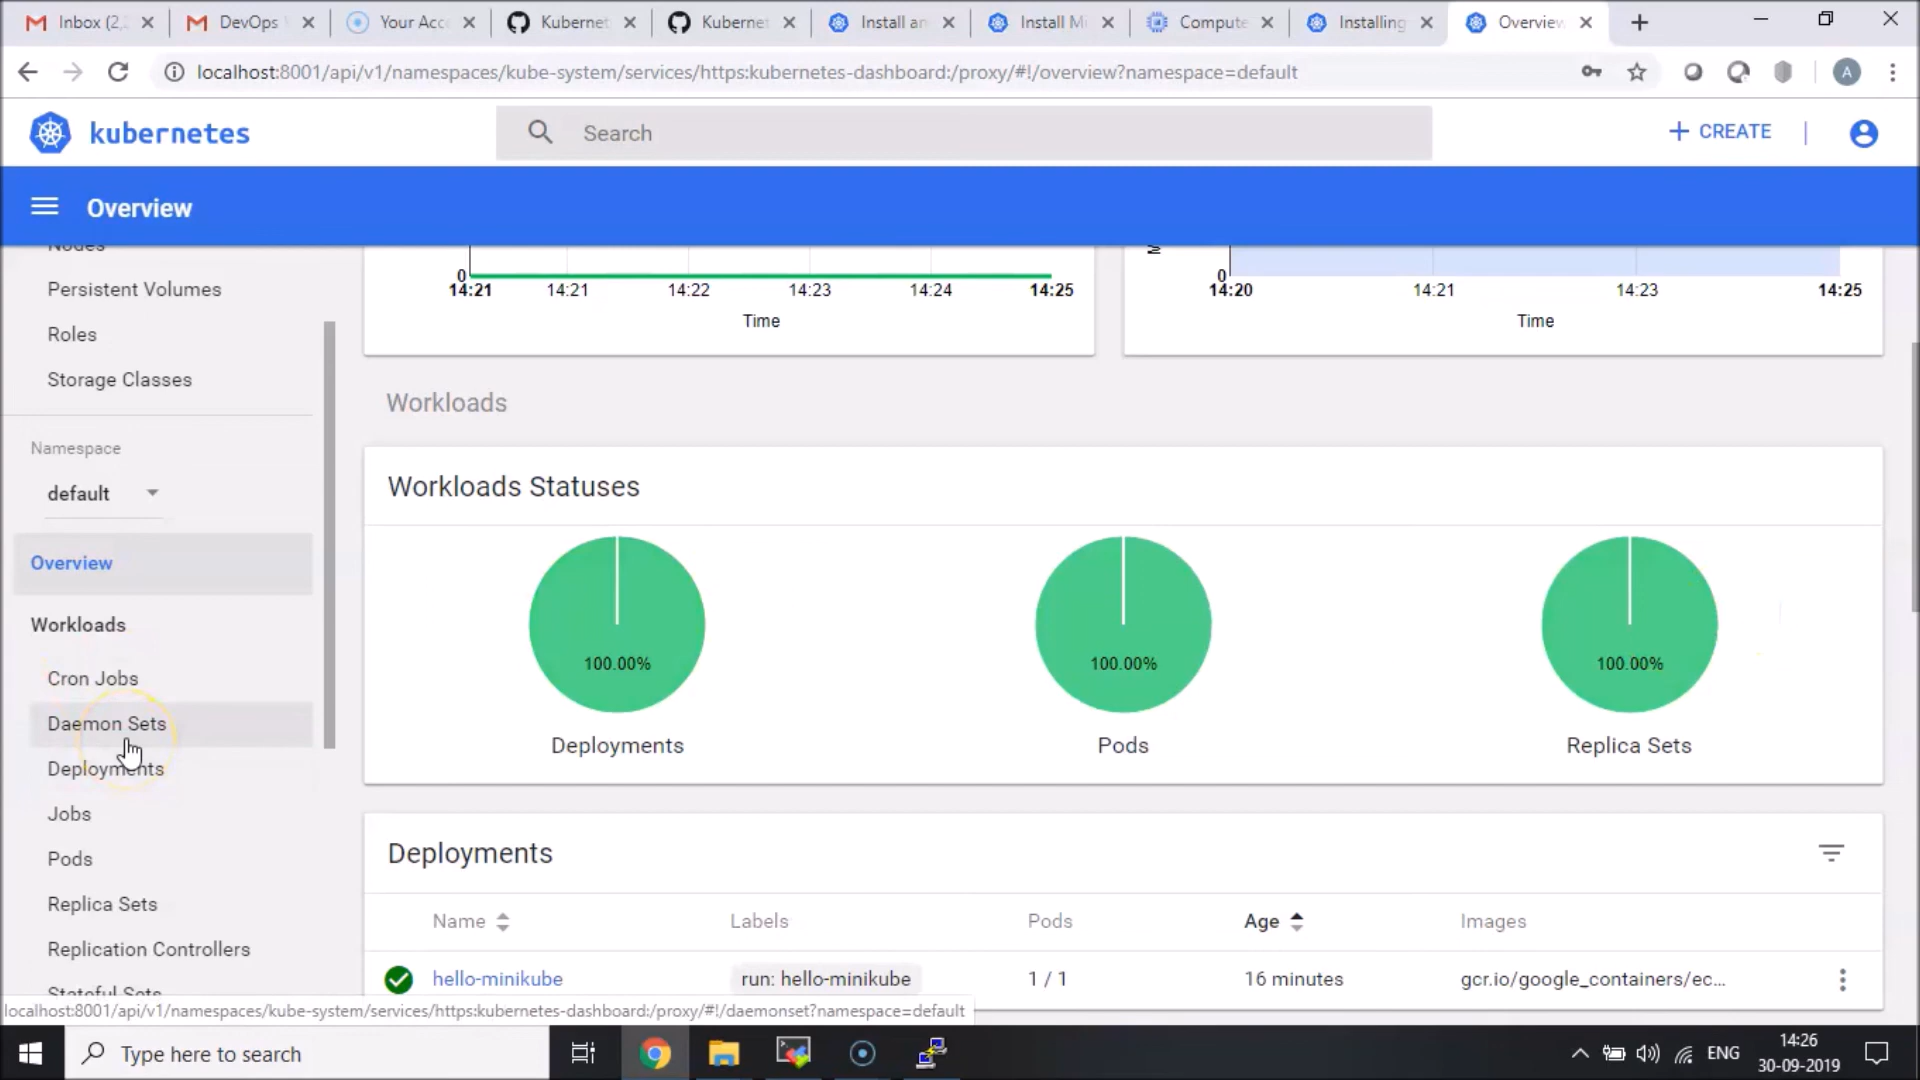 Inbox (2,
DevOps
Your Acc
Kubernet
Kubernet
Install an
Install Mi
Compute
Installing
Overview
localhost:8001/api/v1/namespaces/kube-system/services/https:kubernetes-dashboard:/proxy/#!/overview?namespace=default
A
kubernetes
Search
+ CREATE
Overview
Nodes
Persistent Volumes
Roles
Storage Classes
Namespace
default
Overview
Workloads
Cron Jobs
Daemon Sets
Deployments
Jobs
Pods
Replica Sets
Replication Controllers
Stateful Sets
0
14:21 14:21 14:22 14:23 14:24 14:25
Time
0
14:20 14:21 14:23 14:25
Time
Workloads
Workloads Statuses
100.00%
Deployments
100.00%
Pods
100.00%
Replica Sets
Deployments
Name Labels Pods Age Images
hello-minikube run: hello-minikube 1 / 1 16 minutes gcr.io/google_containers/ec...
localhost:8001/api/v1/namespaces/kube-system/services/https:kubernetes-dashboard:/proxy/#!/daemonset?namespace=default
Type here to search
ENG
14:26
30-09-2019